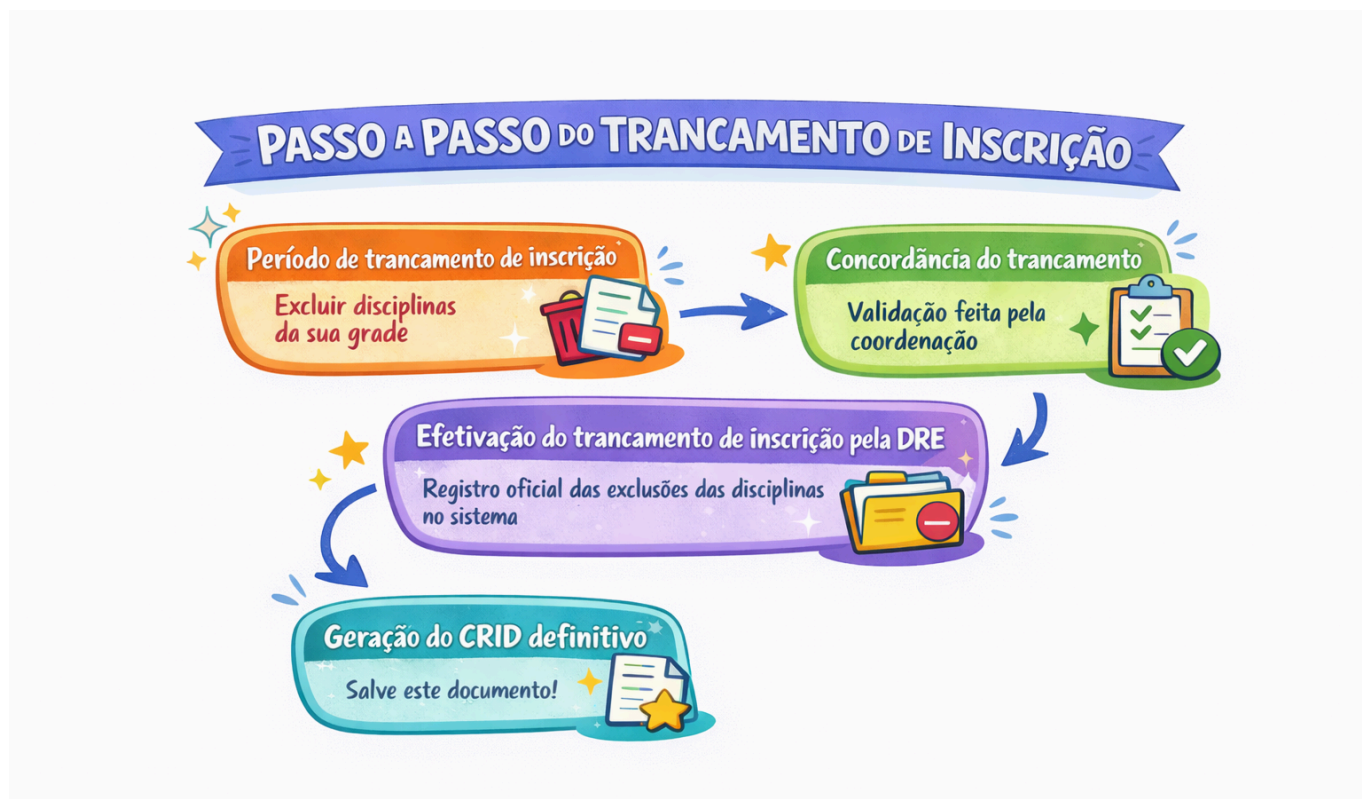 PASSO A PASSO DO TRANCAMENTO DE INSCRIÇÃO
Período de trancamento de inscrição
Excluir disciplinas
da sua grade
Concordância do trancamento
Validação feita pela
coordenação
Efetivação do trancamento de inscrição pela DRE
Registro oficial das exclusões das disciplinas
no sistema
Geração do CRID definitivo
Salve este documento!